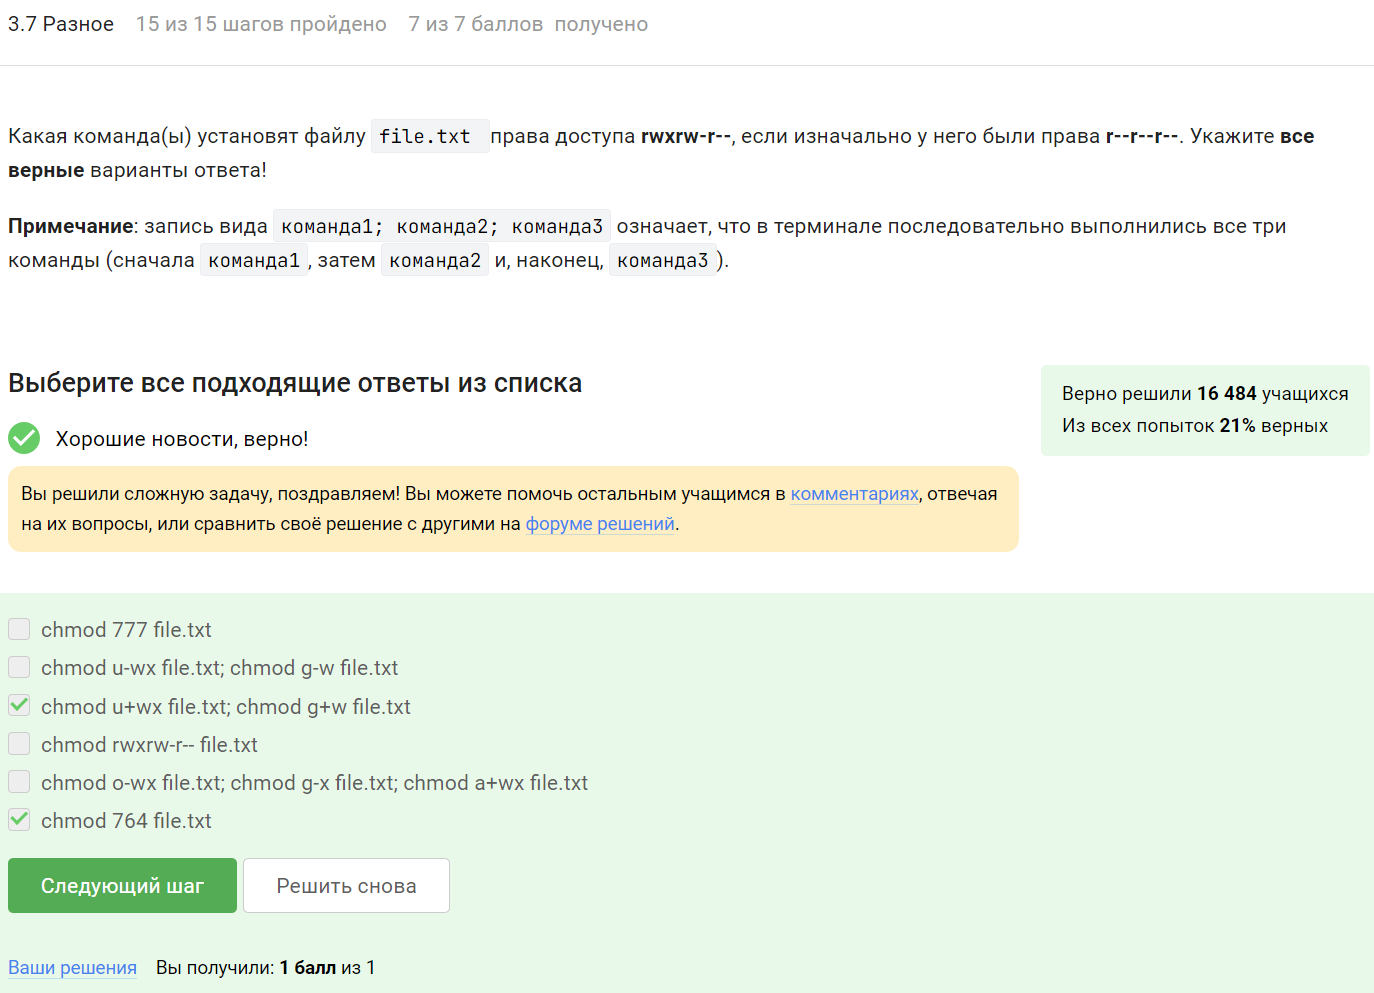 3.7 Разное 15 из 15 шагов пройдено 7 из 7 баллов получено
Какая команда(ы) установят файлу file.txt права доступа rwxrw-r--, если изначально у него были права r--r--r--. Укажите все
верные варианты ответа!
Примечание: запись вида команда1; команда2; команда3 означает, что в терминале последовательно выполнились все три
команды (сначала команда1, затем команда2 и, наконец, команда3).
Выберите все подходящие ответы из списка
Верно решили 16 484 учащихся
Из всех попыток 21% верных
Хорошие новости, верно!
Вы решили сложную задачу, поздравляем! Вы можете помочь остальным учащимся в комментариях, отвечая
на их вопросы, или сравнить своё решение с другими на форуме решений.
chmod 777 file.txt
chmod u-wx file.txt; chmod g-w file.txt
chmod u+wx file.txt; chmod g+w file.txt
chmod rwxrw-r-- file.txt
chmod o-wx file.txt; chmod g-x file.txt; chmod a+wx file.txt
chmod 764 file.txt
Следующий шаг Решить снова
Ваши решения Вы получили: 1 балл из 1